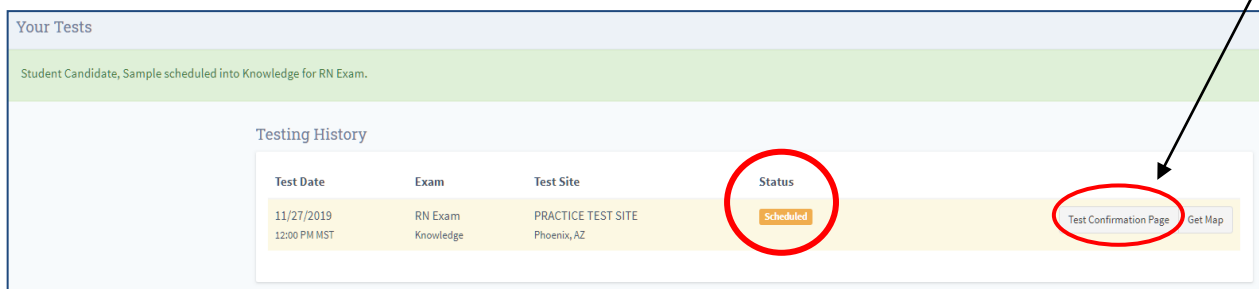 Your Tests
Student Candidate, Sample scheduled into Knowledge for RN Exam.
Testing History
Test Date Exam Test Site Status
11/27/2019 RN Exam PRACTICE TEST SITE Scheduled Test Confirmation Page Get Map
12:00 PM MST Knowledge Phoenix, AZ